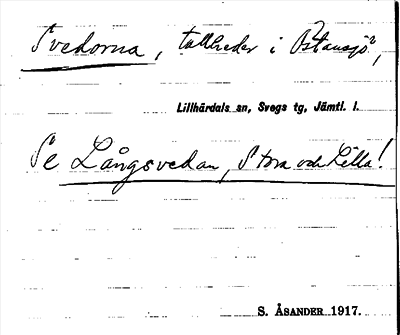 Svedorna, tallheder i Östansjö,
Lillhärdals sn, Svegs tg, Jämtl. l.
Se Långsvedan, Stora och Lilla!
S. ÅSANDER 1917.